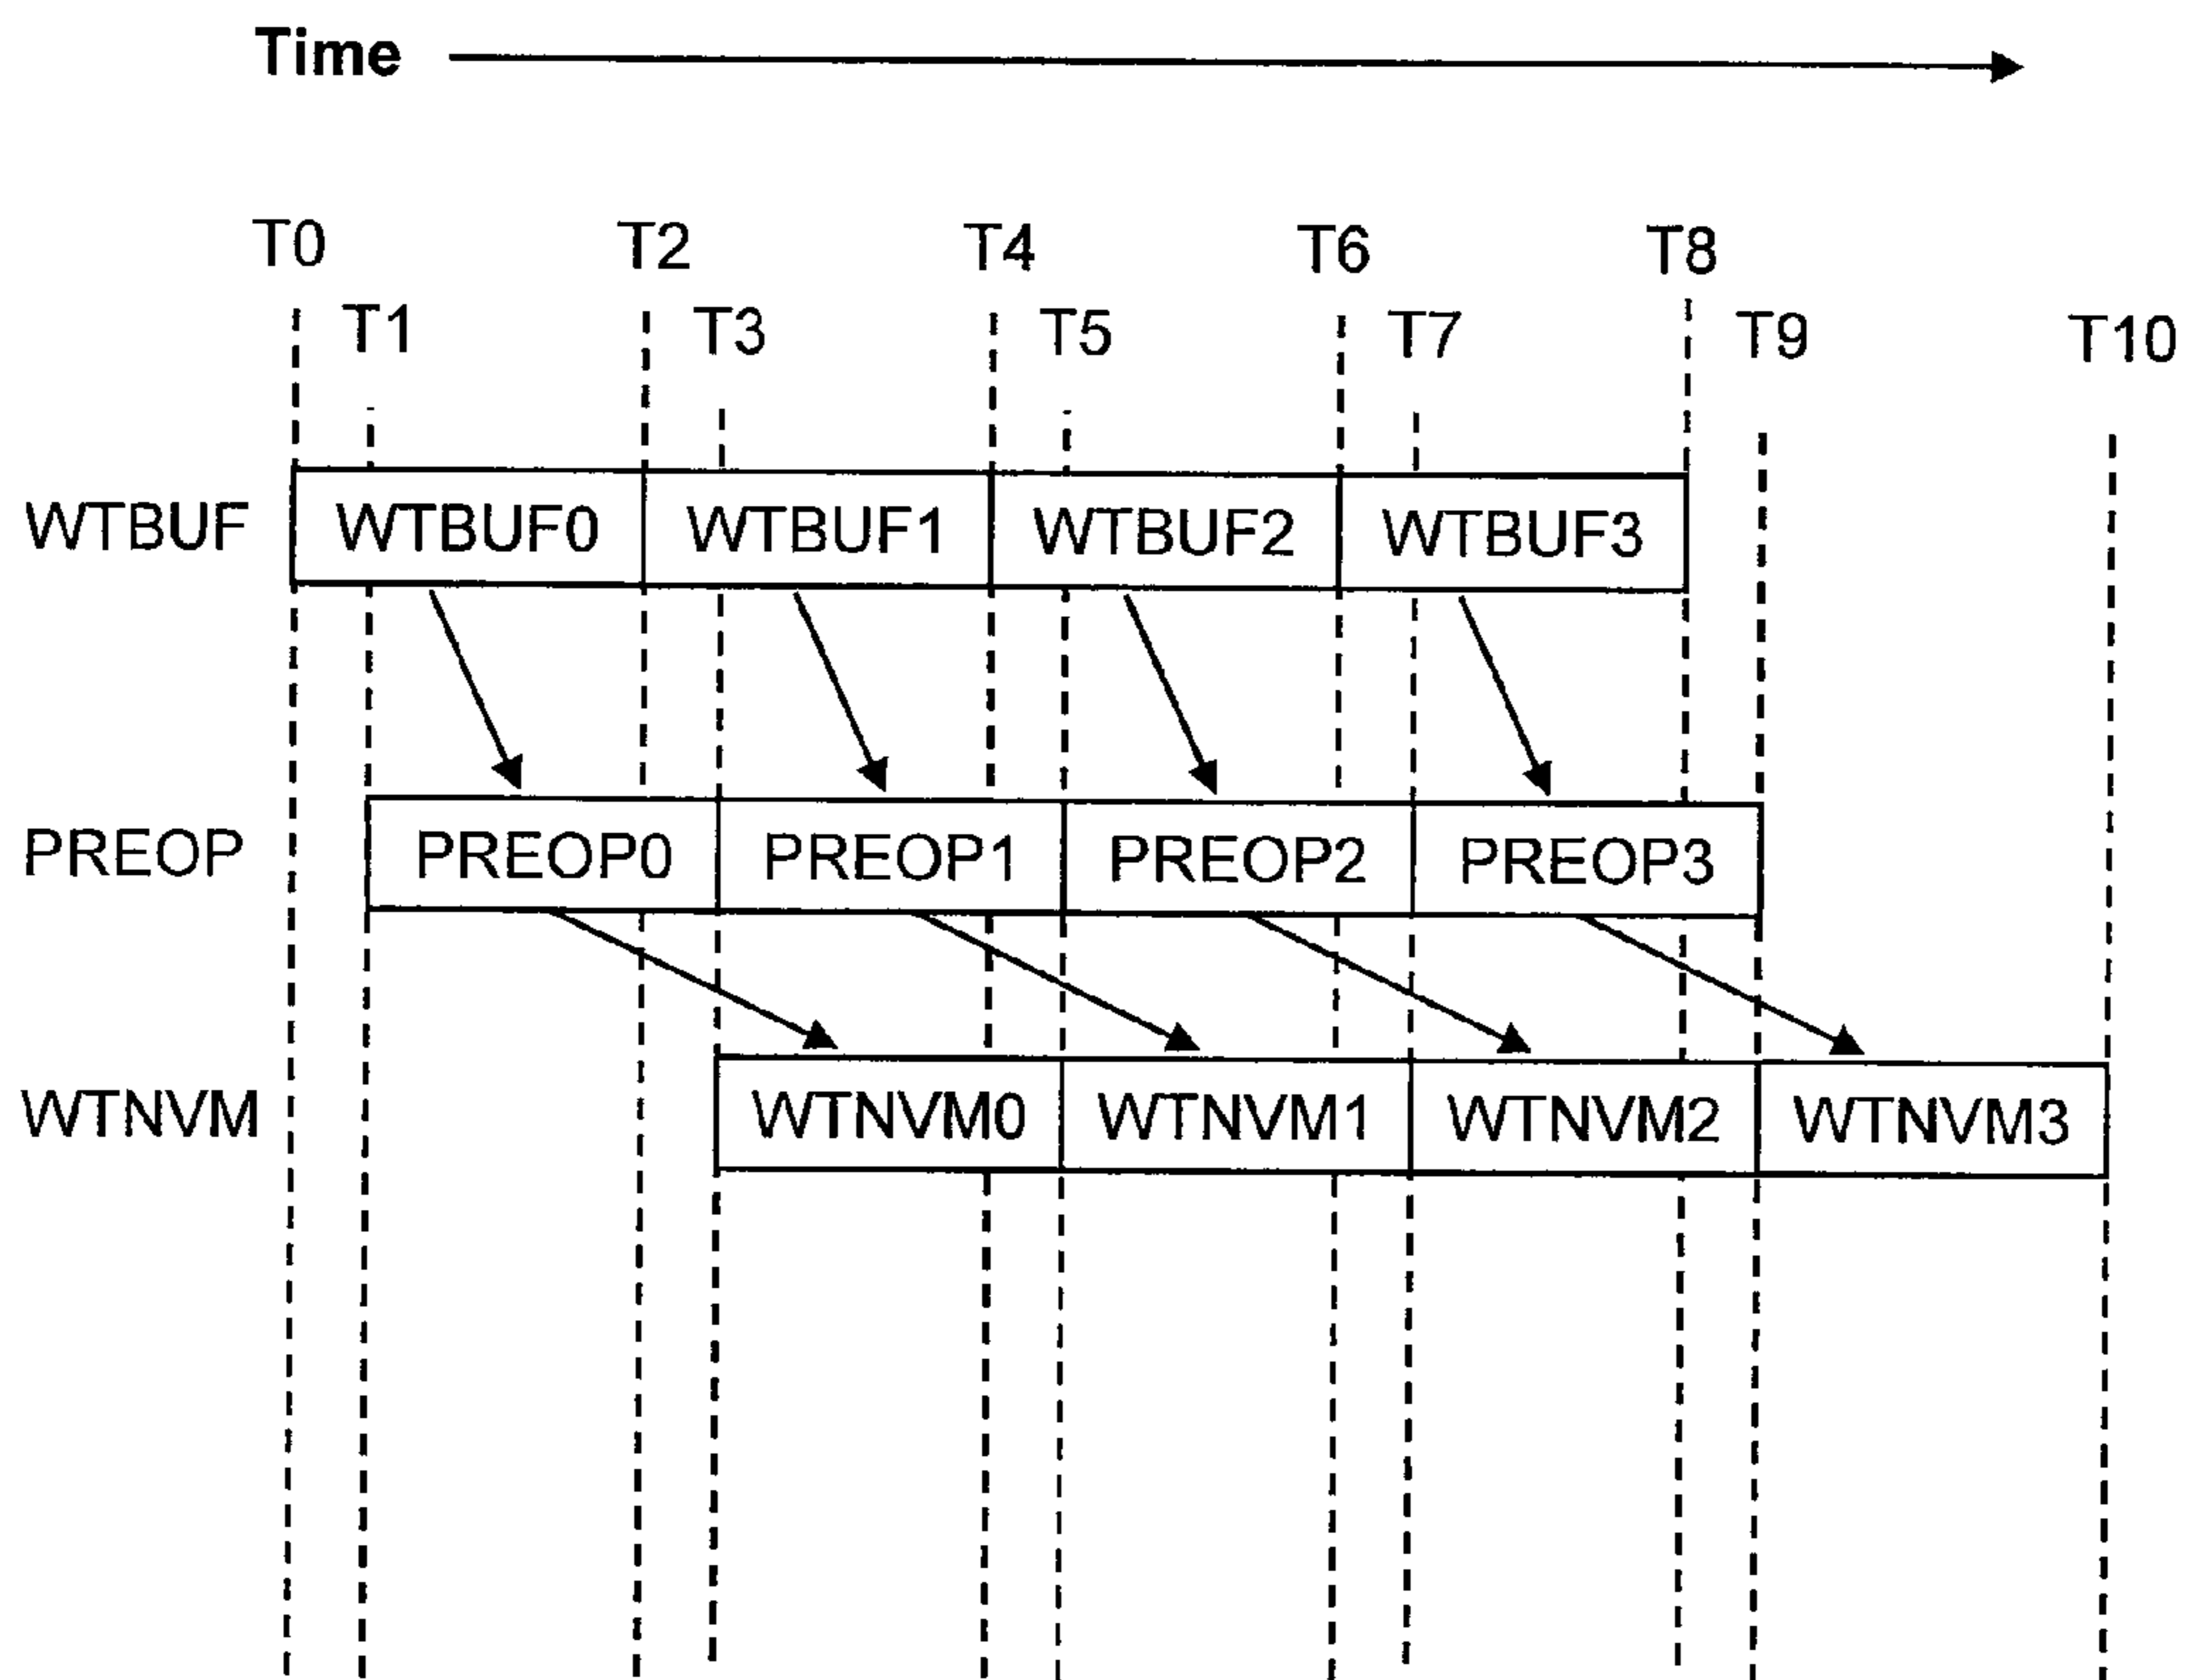 Time
T0 T2 T4 T6 T8
T1 T3 T5 T7 T9 T10
WTBUF WTBUF0 WTBUF1 WTBUF2 WTBUF3
PREOP PREOP0 PREOP1 PREOP2 PREOP3
WTNVM WTNVM0 WTNVM1 WTNVM2 WTNVM3